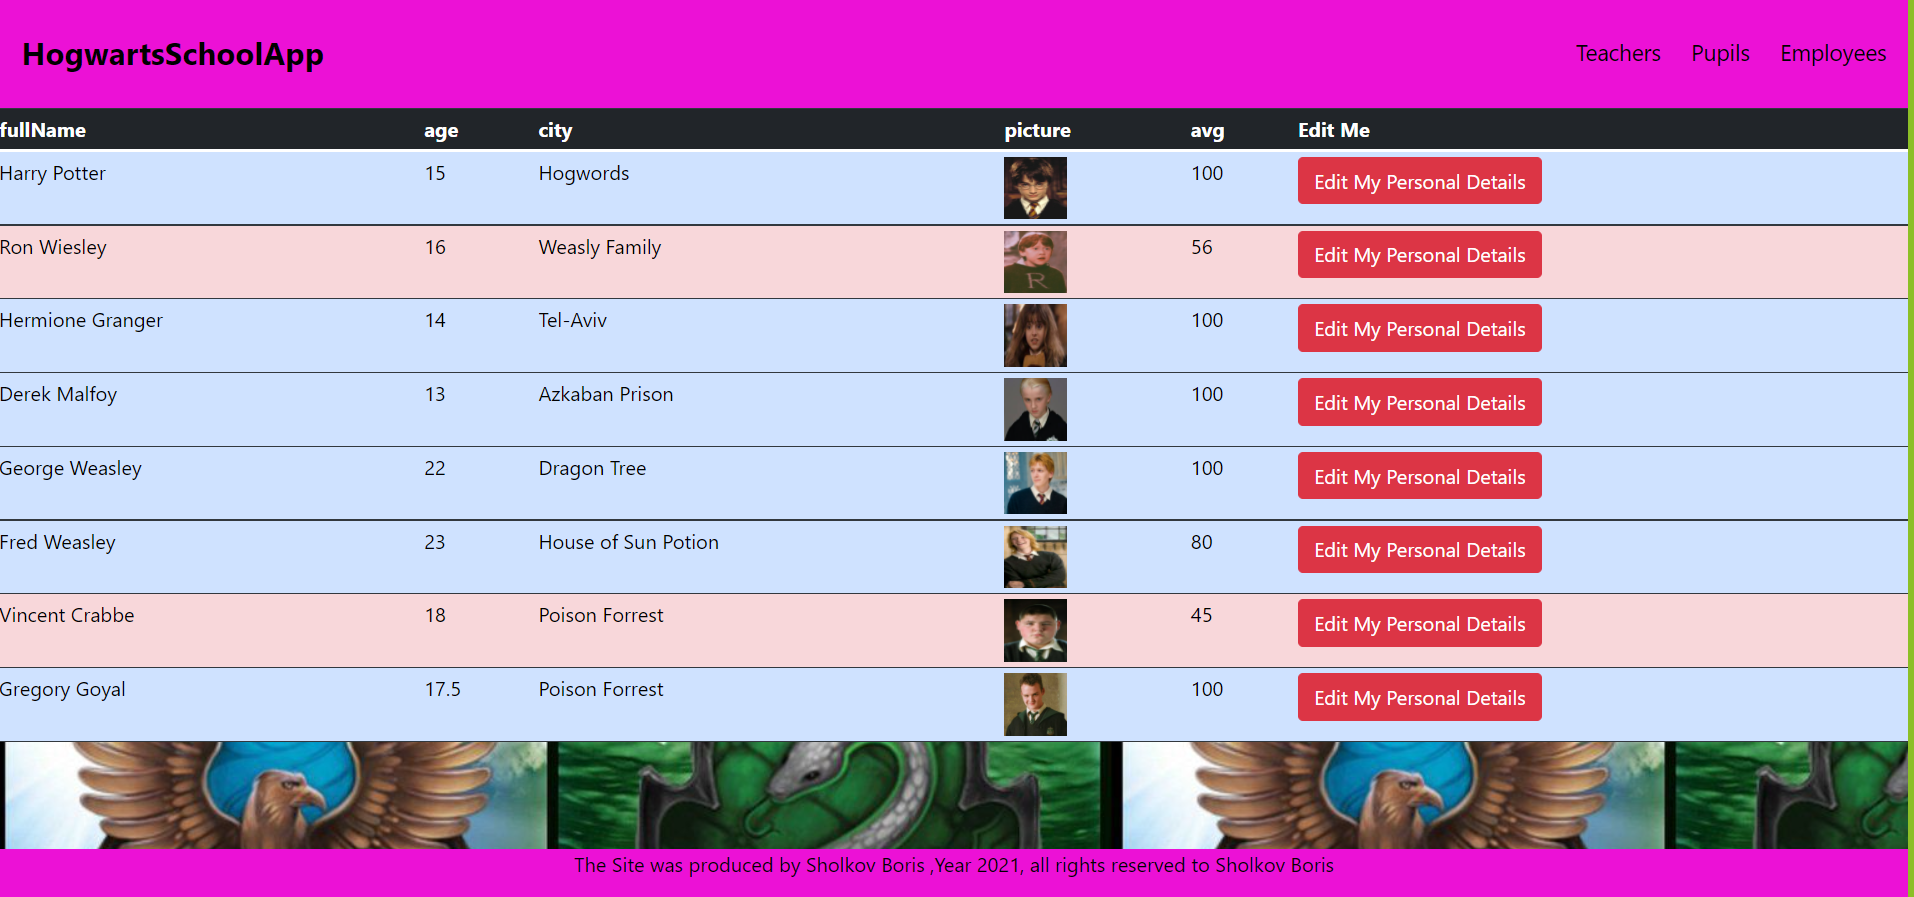 HogwartsSchoolApp Teachers Pupils Employees
fullName age city picture avg Edit Me
Harry Potter 15 Hogwords 100 Edit My Personal Details
Ron Wiesley 16 Weasly Family R 56 Edit My Personal Details
Hermione Granger 14 Tel-Aviv 100 Edit My Personal Details
Derek Malfoy 13 Azkaban Prison 100 Edit My Personal Details
George Weasley 22 Dragon Tree 100 Edit My Personal Details
Fred Weasley 23 House of Sun Potion 80 Edit My Personal Details
Vincent Crabbe 18 Poison Forrest 45 Edit My Personal Details
Gregory Goyal 17.5 Poison Forrest 100 Edit My Personal Details
The Site was produced by Sholkov Boris ,Year 2021, all rights reserved to Sholkov Boris